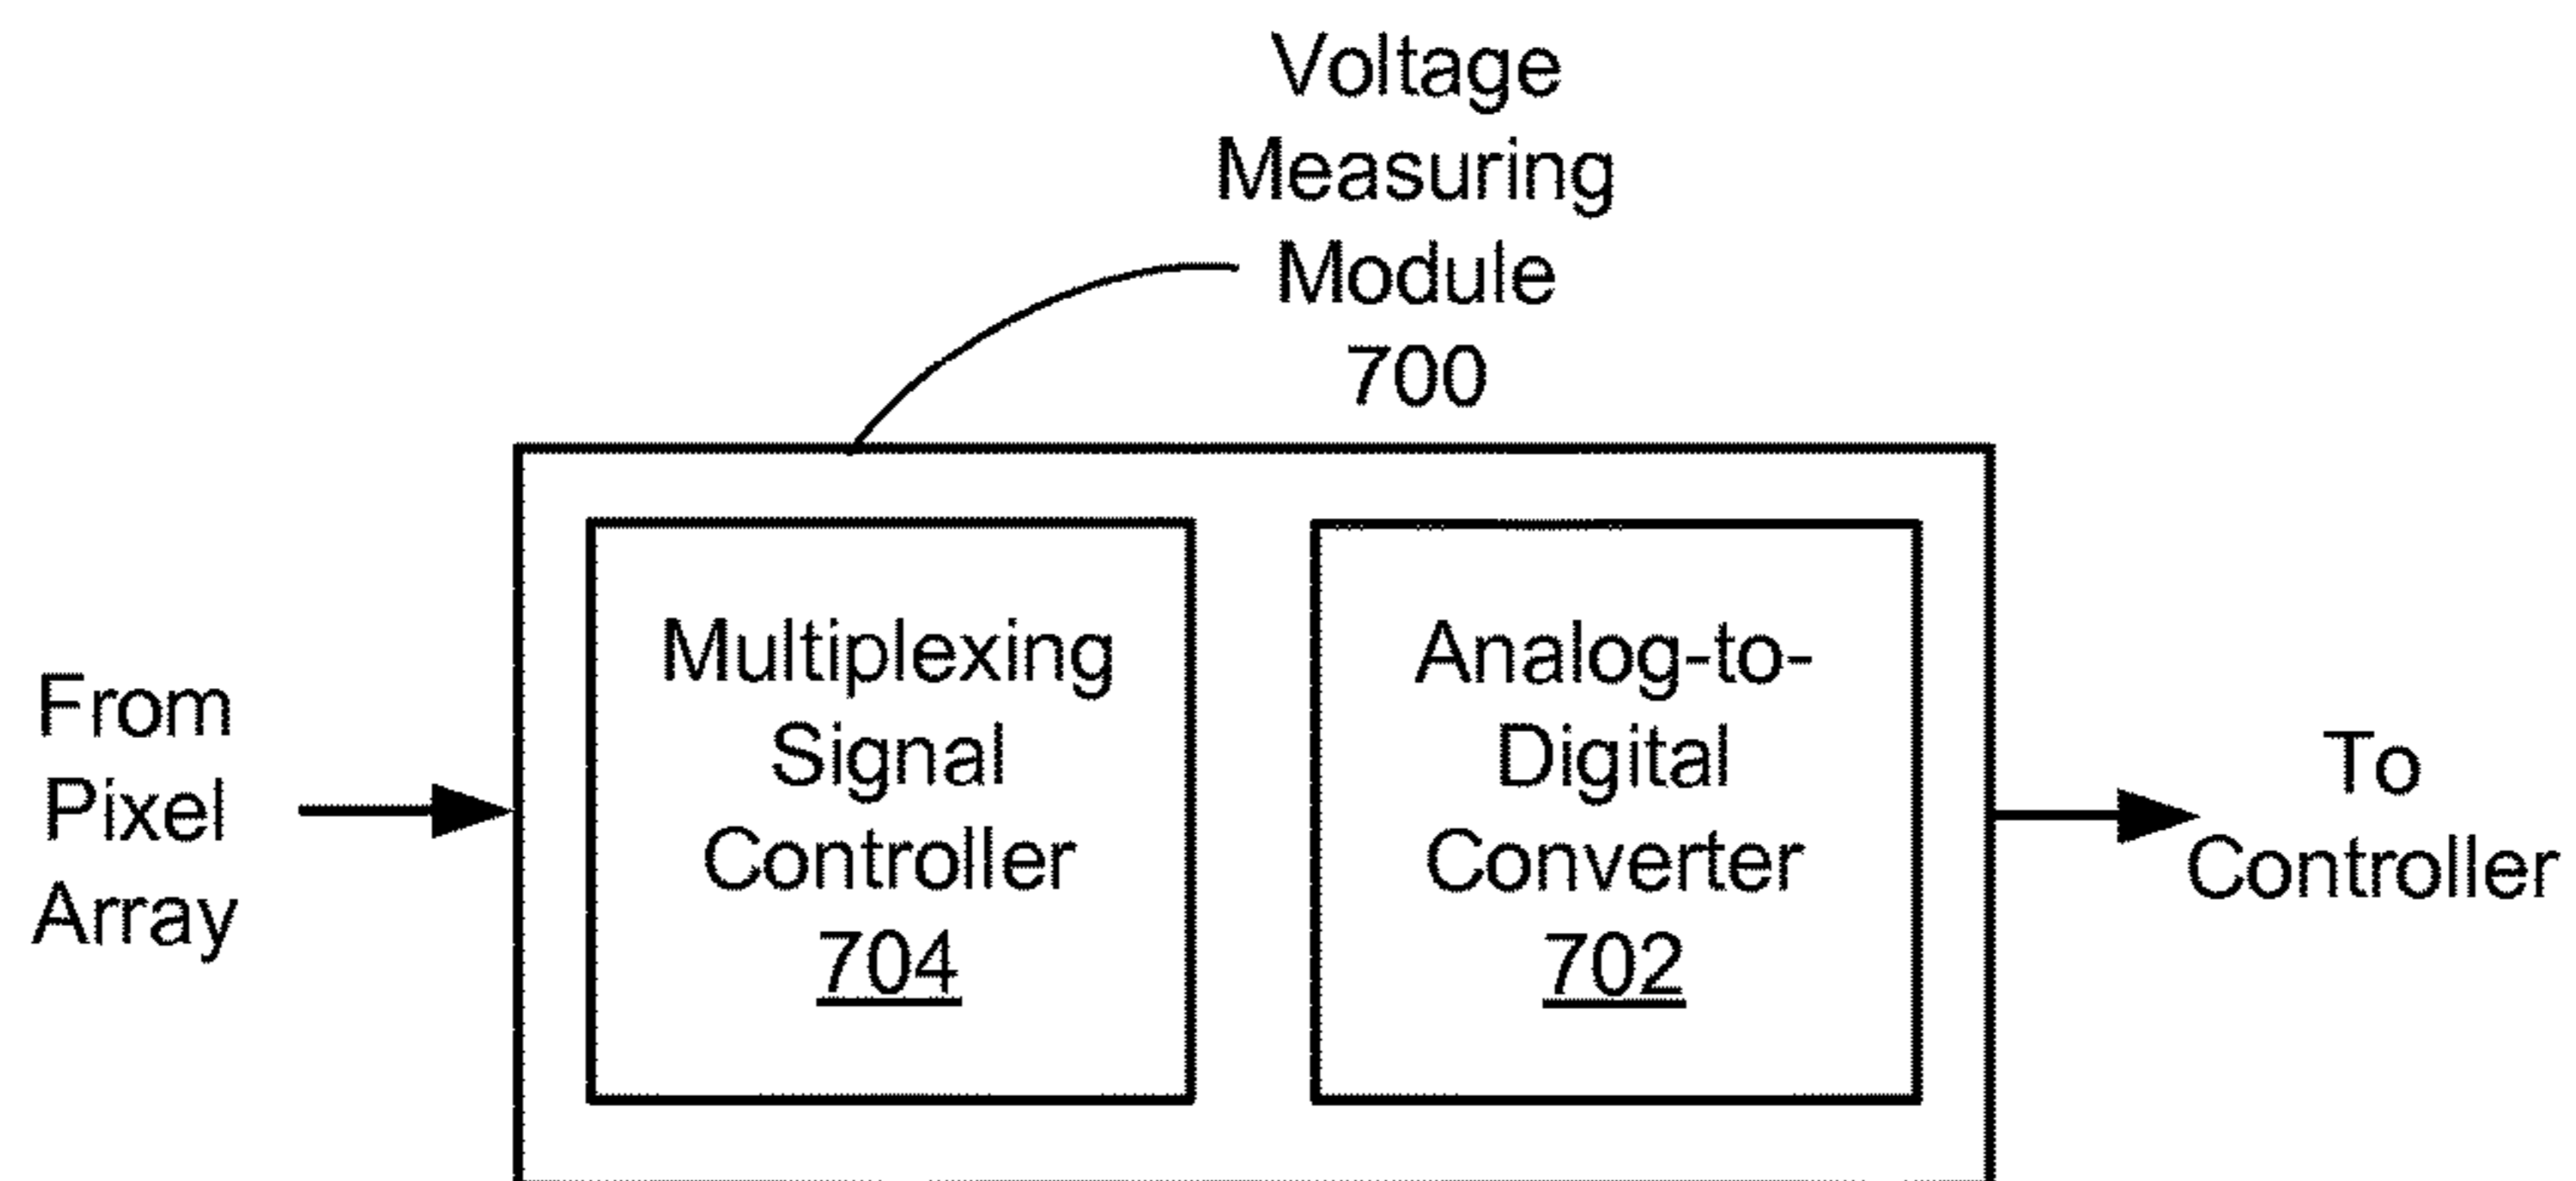 Voltage
Measuring
Module
700
From
Pixel
Array
Multiplexing
Signal
Controller
704
Analog-to-
Digital
Converter
702
To
Controller